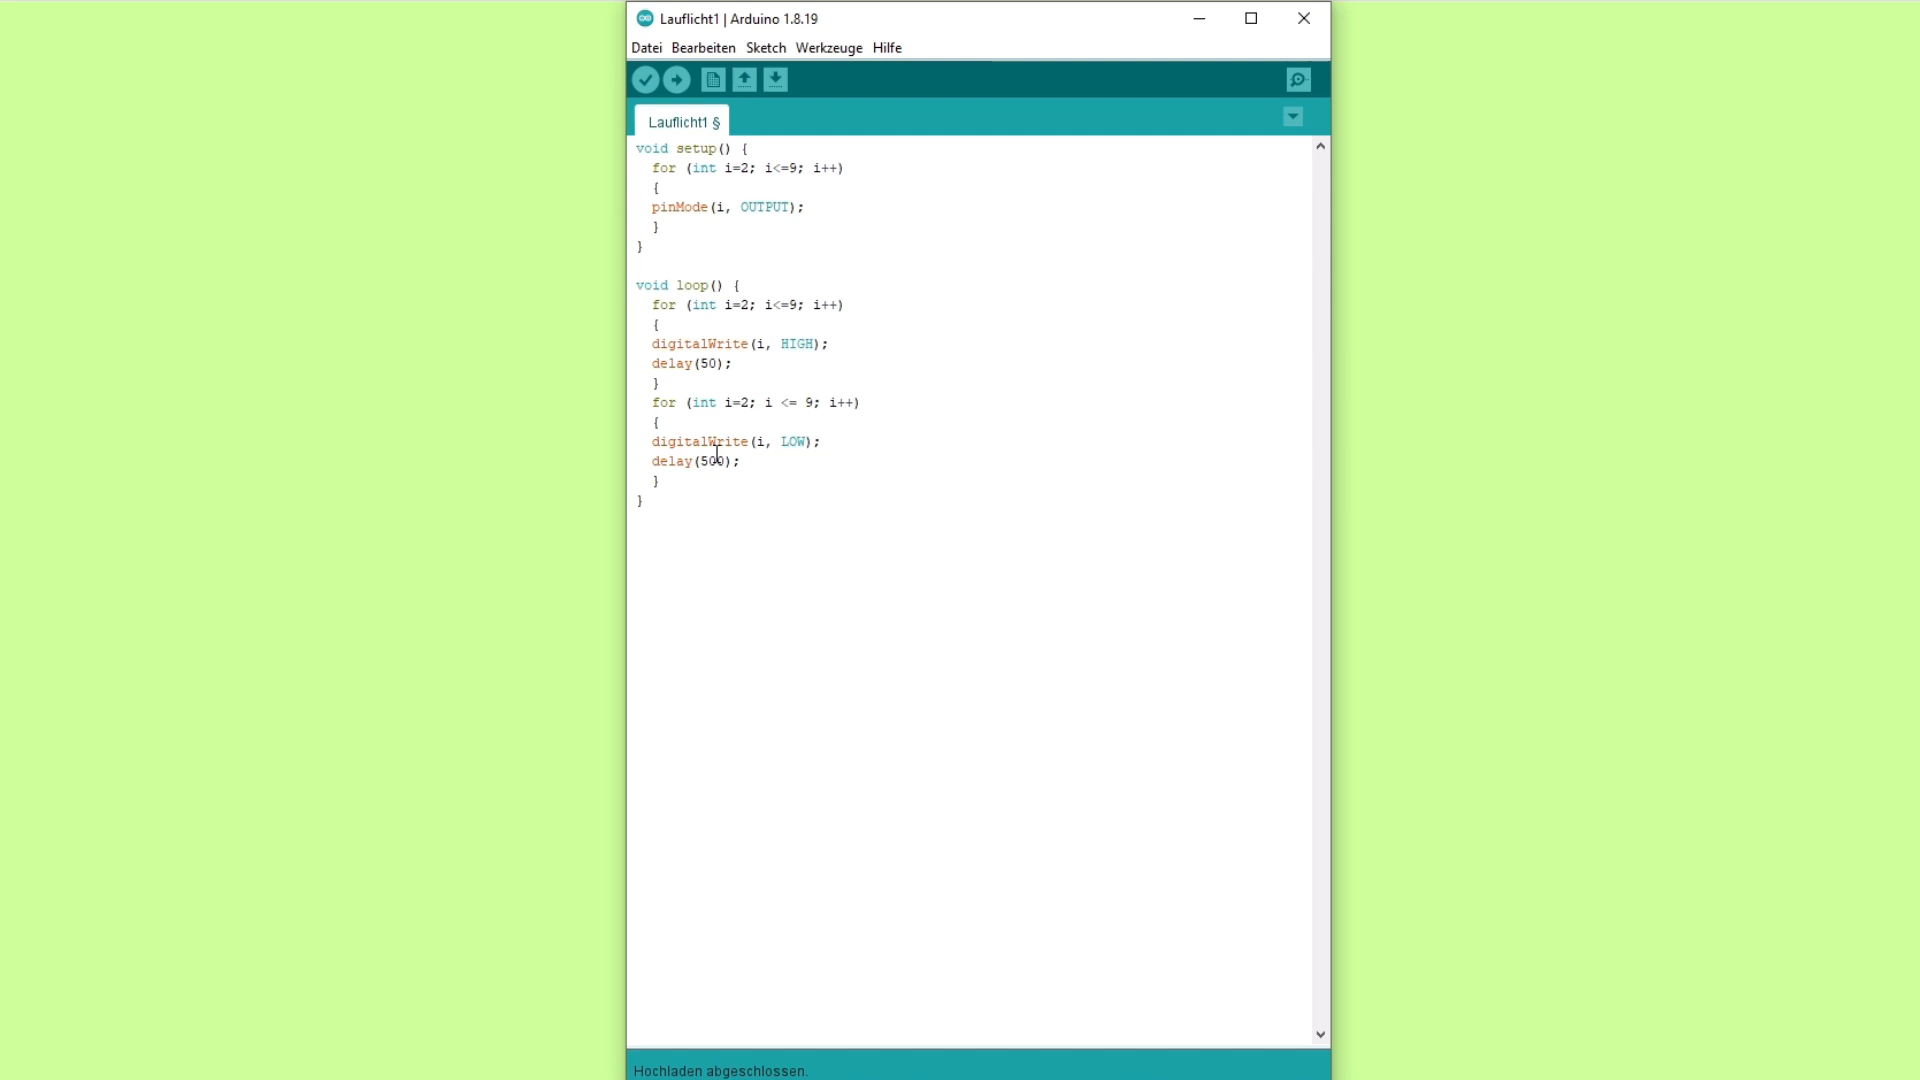 Lauflicht1 | Arduino 1.8.19
Datei Bearbeiten Sketch Werkzeuge Hilfe
Lauflicht1 §
void setup() {
  for (int i=2; i<=9; i++)
  {
  pinMode(i, OUTPUT);
  }
}

void loop() {
  for (int i=2; i<=9; i++)
  {
  digitalWrite(i, HIGH);
  delay(50);
  }
  for (int i=2; i <= 9; i++)
  {
  digitalWrite(i, LOW);
  delay(500);
  }
}
Hochladen abgeschlossen.